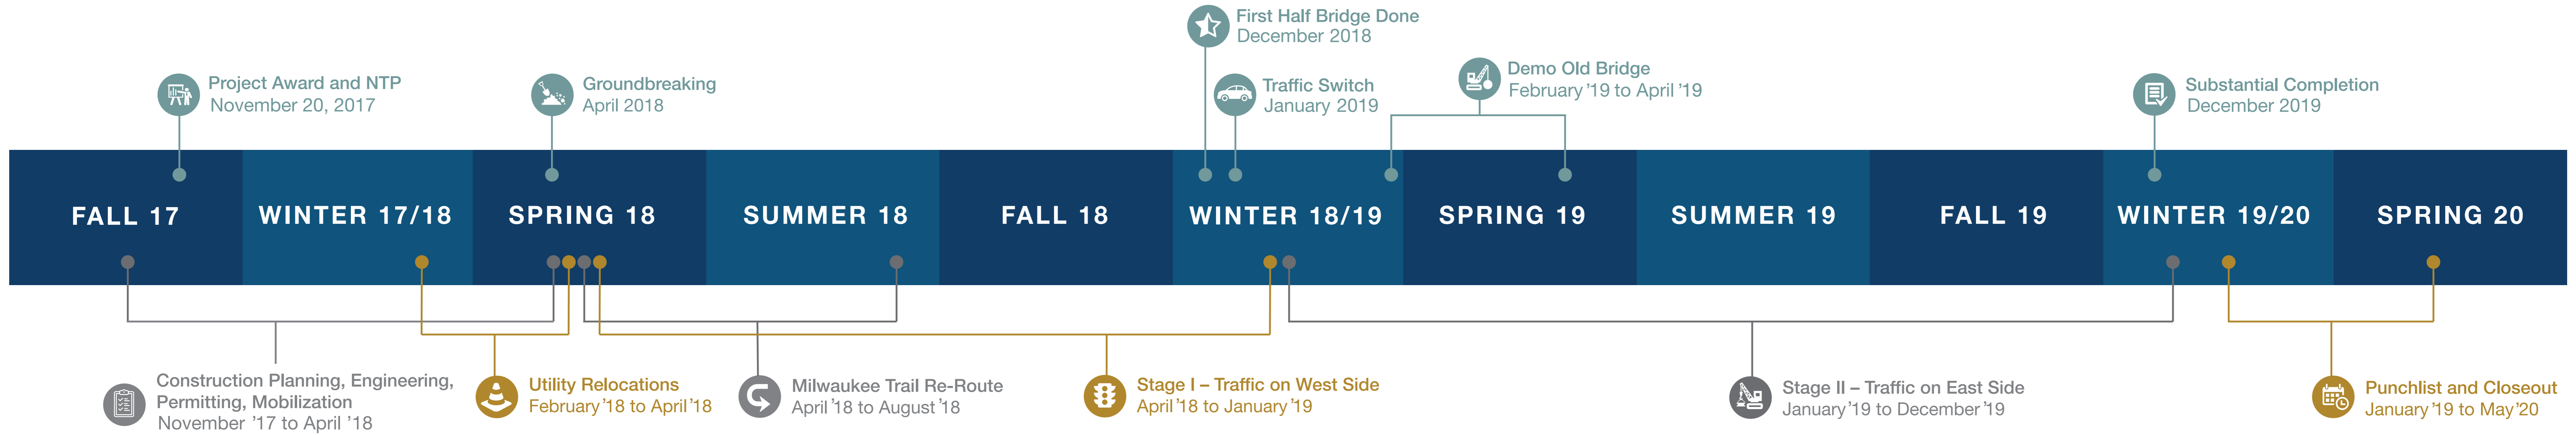 First Half Bridge Done
December 2018
Project Award and NTP
November 20, 2017
Groundbreaking
April 2018
Traffic Switch
January 2019
Demo Old Bridge
February '19 to April '19
Substantial Completion
December 2019
FALL 17
WINTER 17/18
SPRING 18
SUMMER 18
FALL 18
WINTER 18/19
SPRING 19
SUMMER 19
FALL 19
WINTER 19/20
SPRING 20
Construction Planning, Engineering,
Permitting, Mobilization
November '17 to April '18
Utility Relocations
February '18 to April '18
Milwaukee Trail Re-Route
April '18 to August '18
Stage I – Traffic on West Side
April '18 to January '19
Stage II – Traffic on East Side
January '19 to December '19
Punchlist and Closeout
January '19 to May '20